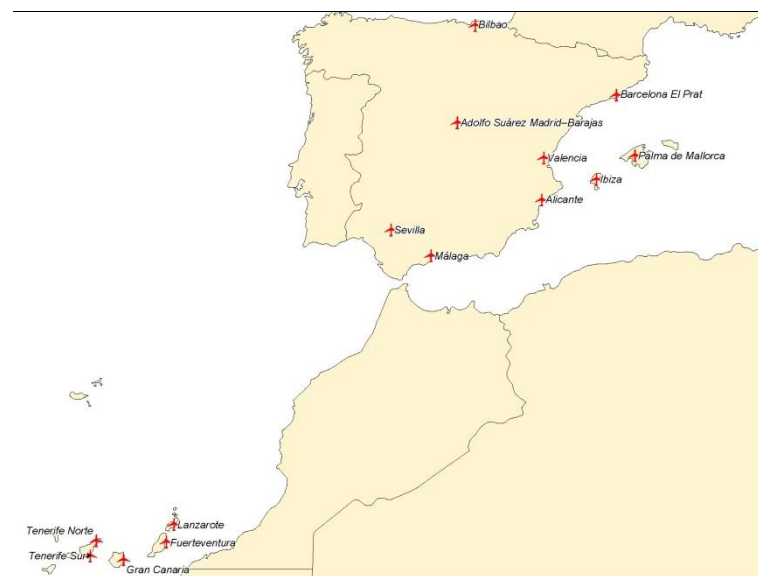 Bilbao
Barcelona El Prat
Adolfo Suárez Madrid–Barajas
Valencia
Palma de Mallorca
Ibiza
Alicante
Sevilla
Málaga
Lanzarote
Tenerife Norte
Fuerteventura
Tenerife Sur
Gran Canaria